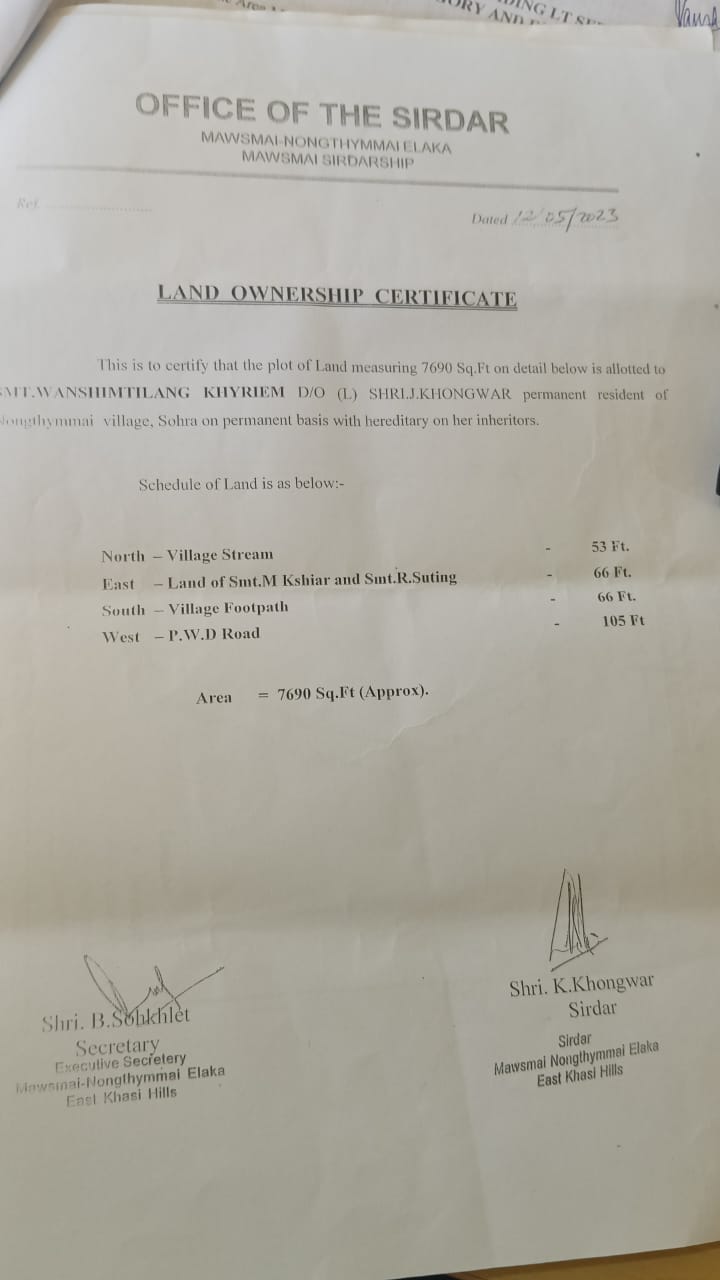 OFFICE OF THE SIRDAR
MAWSMAI-NONGTHYMMAI ELAKA
MAWSMAI SIRDARSHIP
Ref. ........................
Dated 12/05/2023
LAND OWNERSHIP CERTIFICATE
This is to certify that the plot of Land measuring 7690 Sq.Ft on detail below is allotted to
SMT.WANSHIMTILANG KHYRIEM D/O (L) SHRI.J.KHONGWAR permanent resident of
Nongthymmai village, Sohra on permanent basis with hereditary on her inheritors.
Schedule of Land is as below:-
North – Village Stream - 53 Ft.
East – Land of Smt.M Kshiar and Smt.R.Suting - 66 Ft.
South – Village Footpath - 66 Ft.
West – P.W.D Road - 105 Ft
Area = 7690 Sq.Ft (Approx).
Shri. B.Sohkhlet
Secretary
Executive Secretery
Mawsmai-Nongthymmai Elaka
East Khasi Hills
Shri. K.Khongwar
Sirdar
Sirdar
Mawsmai Nongthymmai Elaka
East Khasi Hills